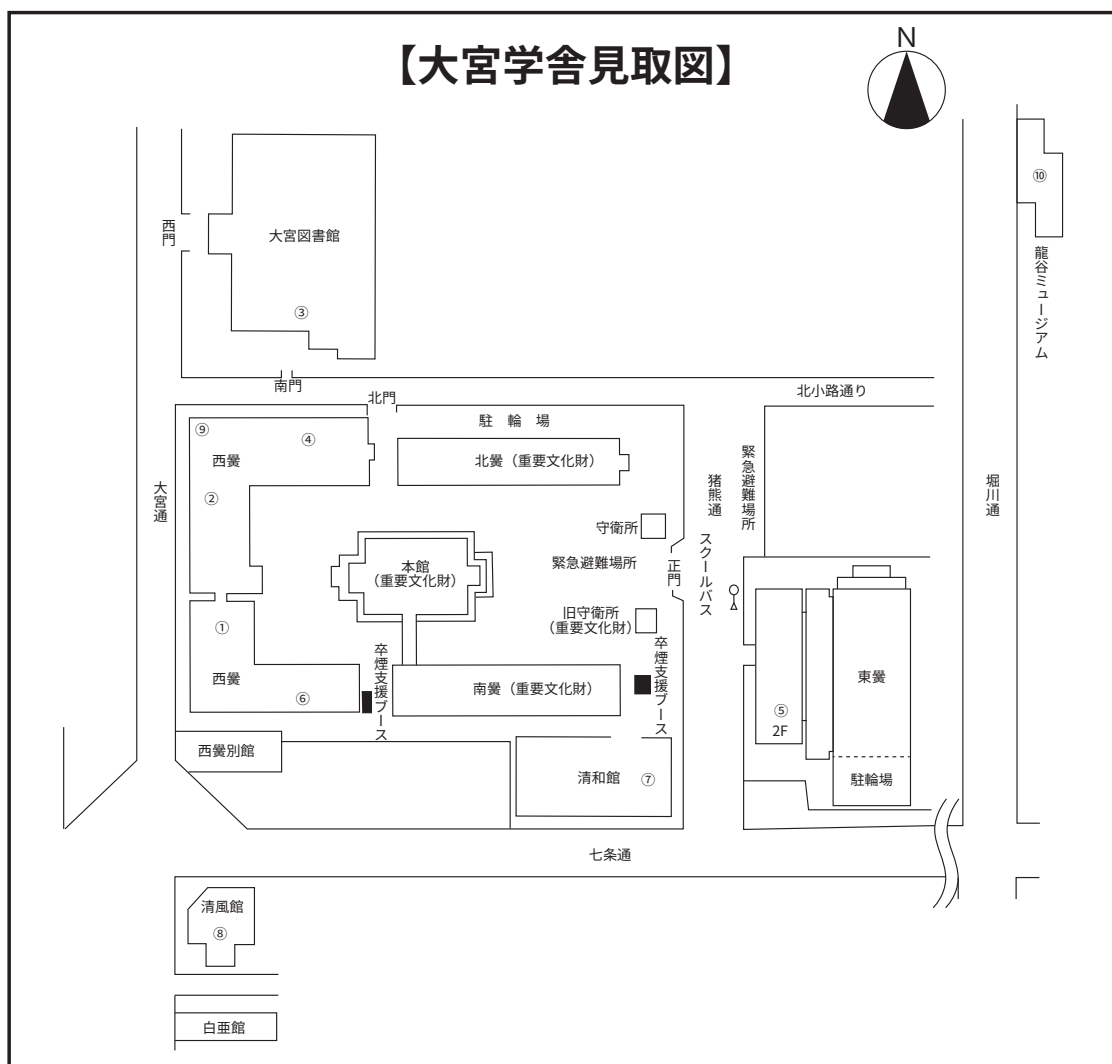 【大宮学舎見取図】
N
⑩
西門
大宮図書館
龍谷ミュージアム
③
南門
北門
北小路通り
⑨
④
駐 輪 場
西黌
北黌（重要文化財）
緊急避難場所
猪熊通
大宮通
②
堀川通
守衛所
スクールバス
本館
（重要文化財）
緊急避難場所
正門
旧守衛所
（重要文化財）
①
卒煙支援ブース
卒煙支援ブース
西黌
南黌（重要文化財）
東黌
⑥
⑤
2F
西黌別館
清和館
⑦
駐輪場
七条通
清風館
⑧
白亜館